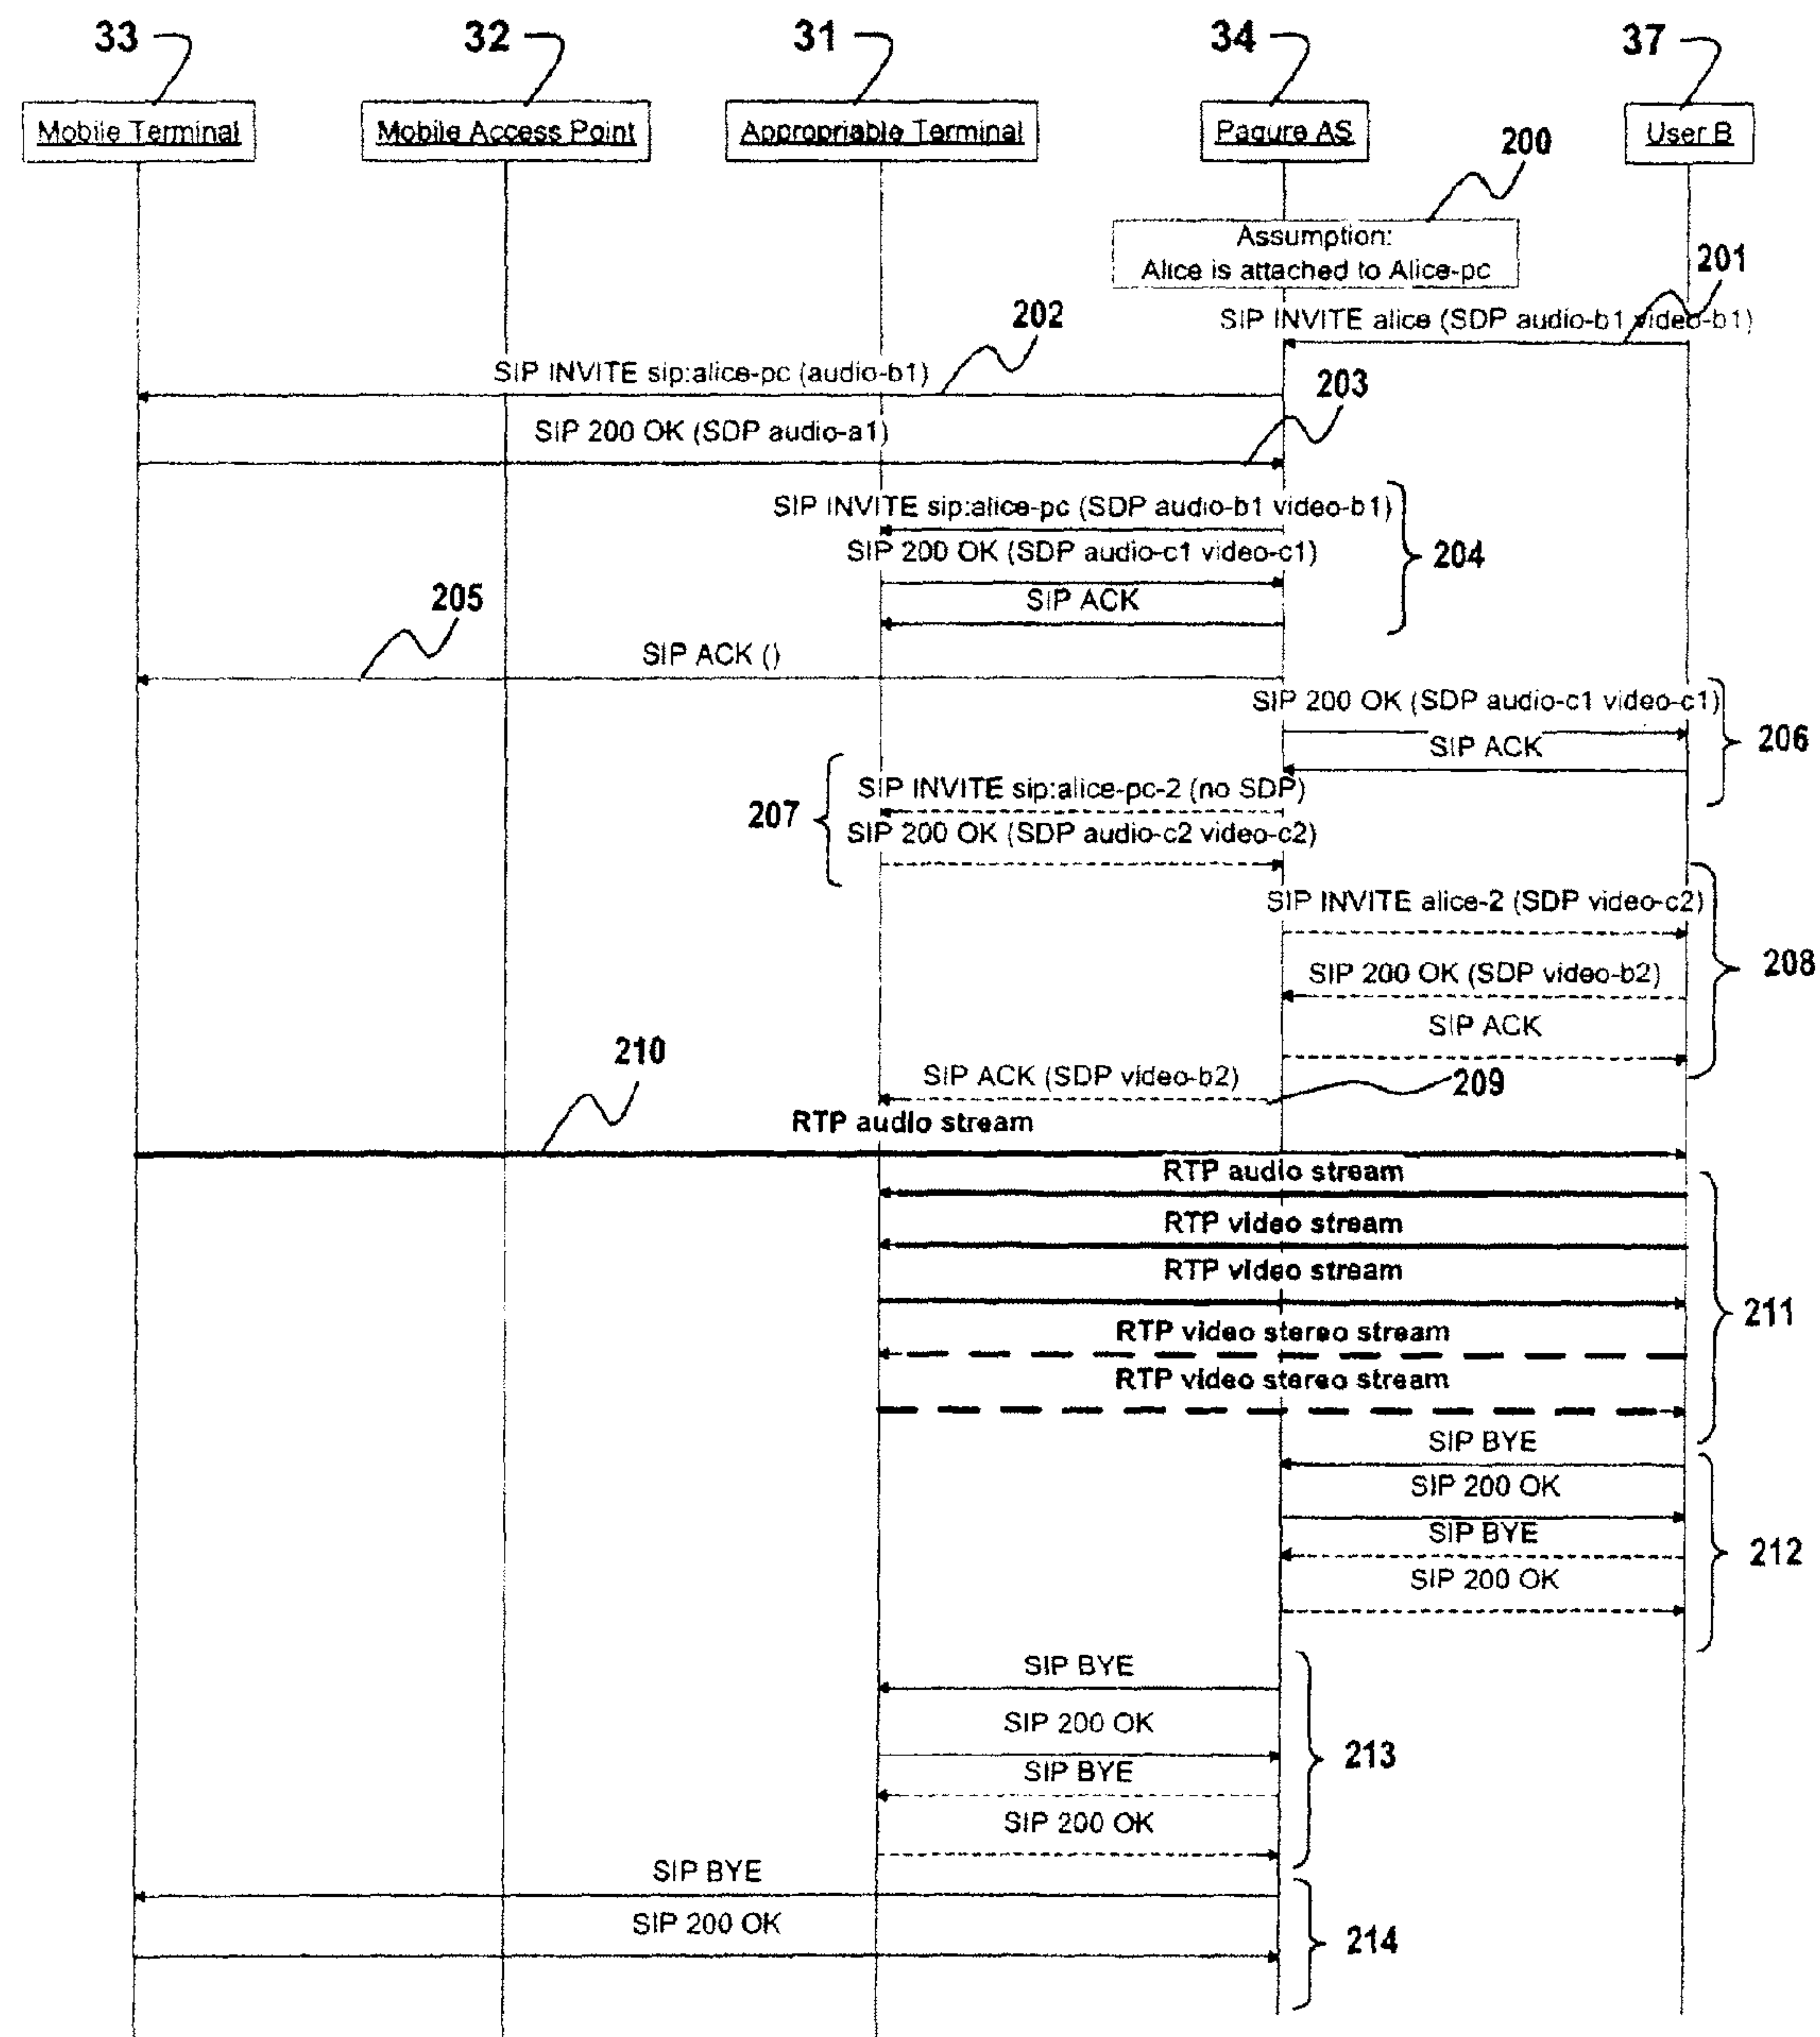 33
32
31
34
37
Mobile Terminal
Mobile Access Point
Appropriable Terminal
Pagure AS
User B
200
Assumption:
Alice is attached to Alice-pc
201
SIP INVITE alice (SDP audio-b1 video-b1)
202
SIP INVITE sip:alice-pc (audio-b1)
203
SIP 200 OK (SDP audio-a1)
SIP INVITE sip:alice-pc (SDP audio-b1 video-b1)
SIP 200 OK (SDP audio-c1 video-c1)
204
SIP ACK
205
SIP ACK ()
SIP 200 OK (SDP audio-c1 video-c1)
206
SIP ACK
SIP INVITE sip:alice-pc-2 (no SDP)
207
SIP 200 OK (SDP audio-c2 video-c2)
SIP INVITE alice-2 (SDP video-c2)
208
SIP 200 OK (SDP video-b2)
SIP ACK
210
SIP ACK (SDP video-b2)
209
RTP audio stream
RTP audio stream
RTP video stream
RTP video stream
211
RTP video stereo stream
RTP video stereo stream
SIP BYE
SIP 200 OK
SIP BYE
212
SIP 200 OK
SIP BYE
SIP 200 OK
213
SIP BYE
SIP 200 OK
SIP BYE
SIP 200 OK
214